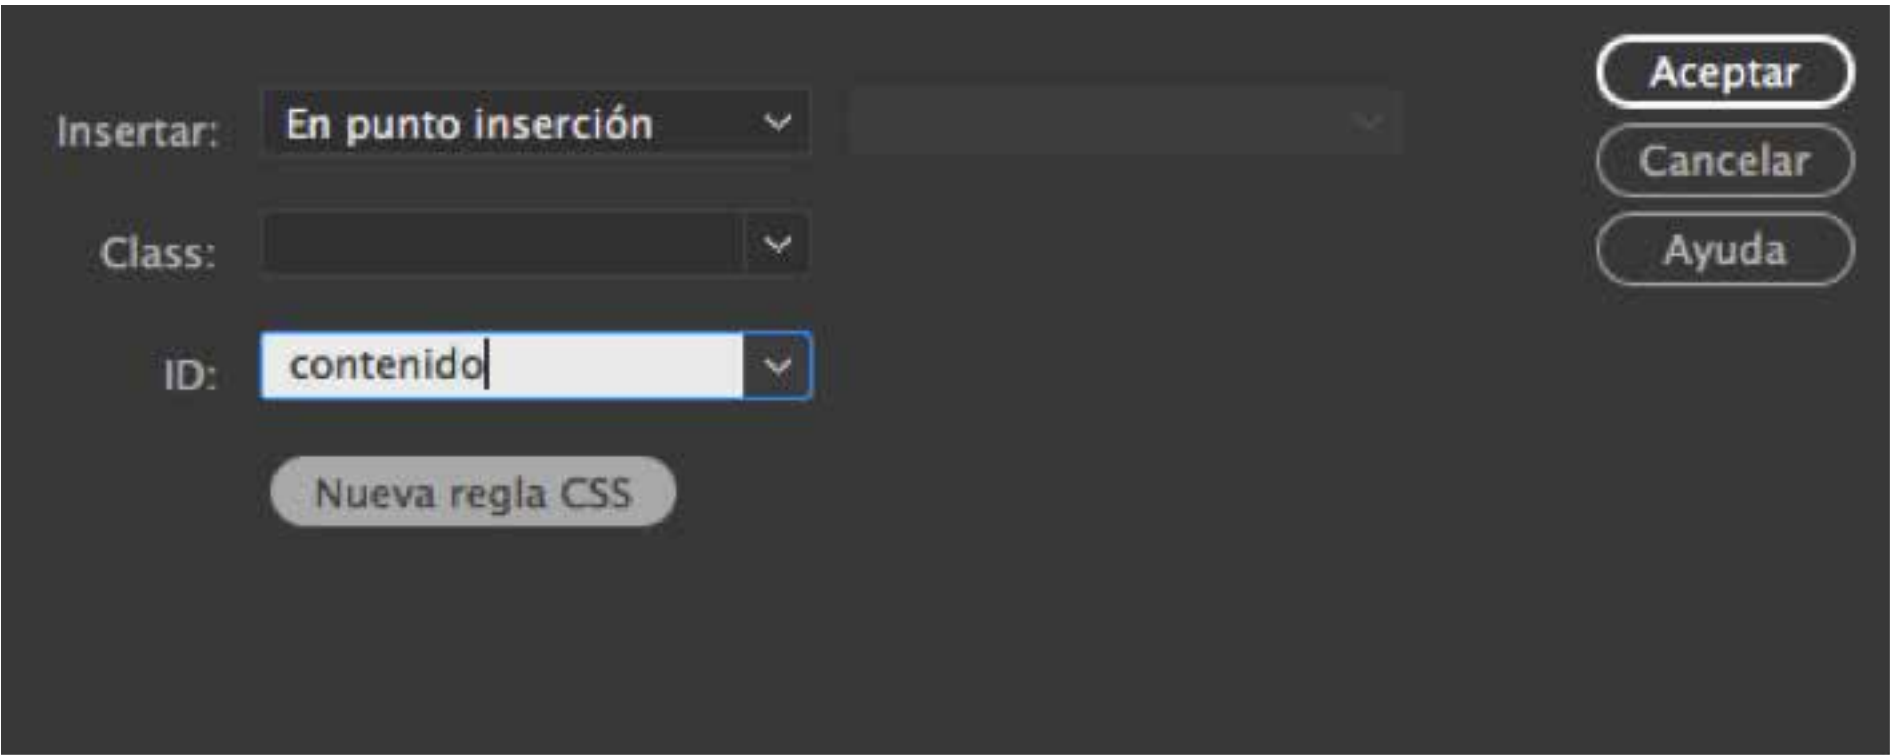 Insertar: En punto inserción
Class:
ID: contenido
Nueva regla CSS
Aceptar
Cancelar
Ayuda